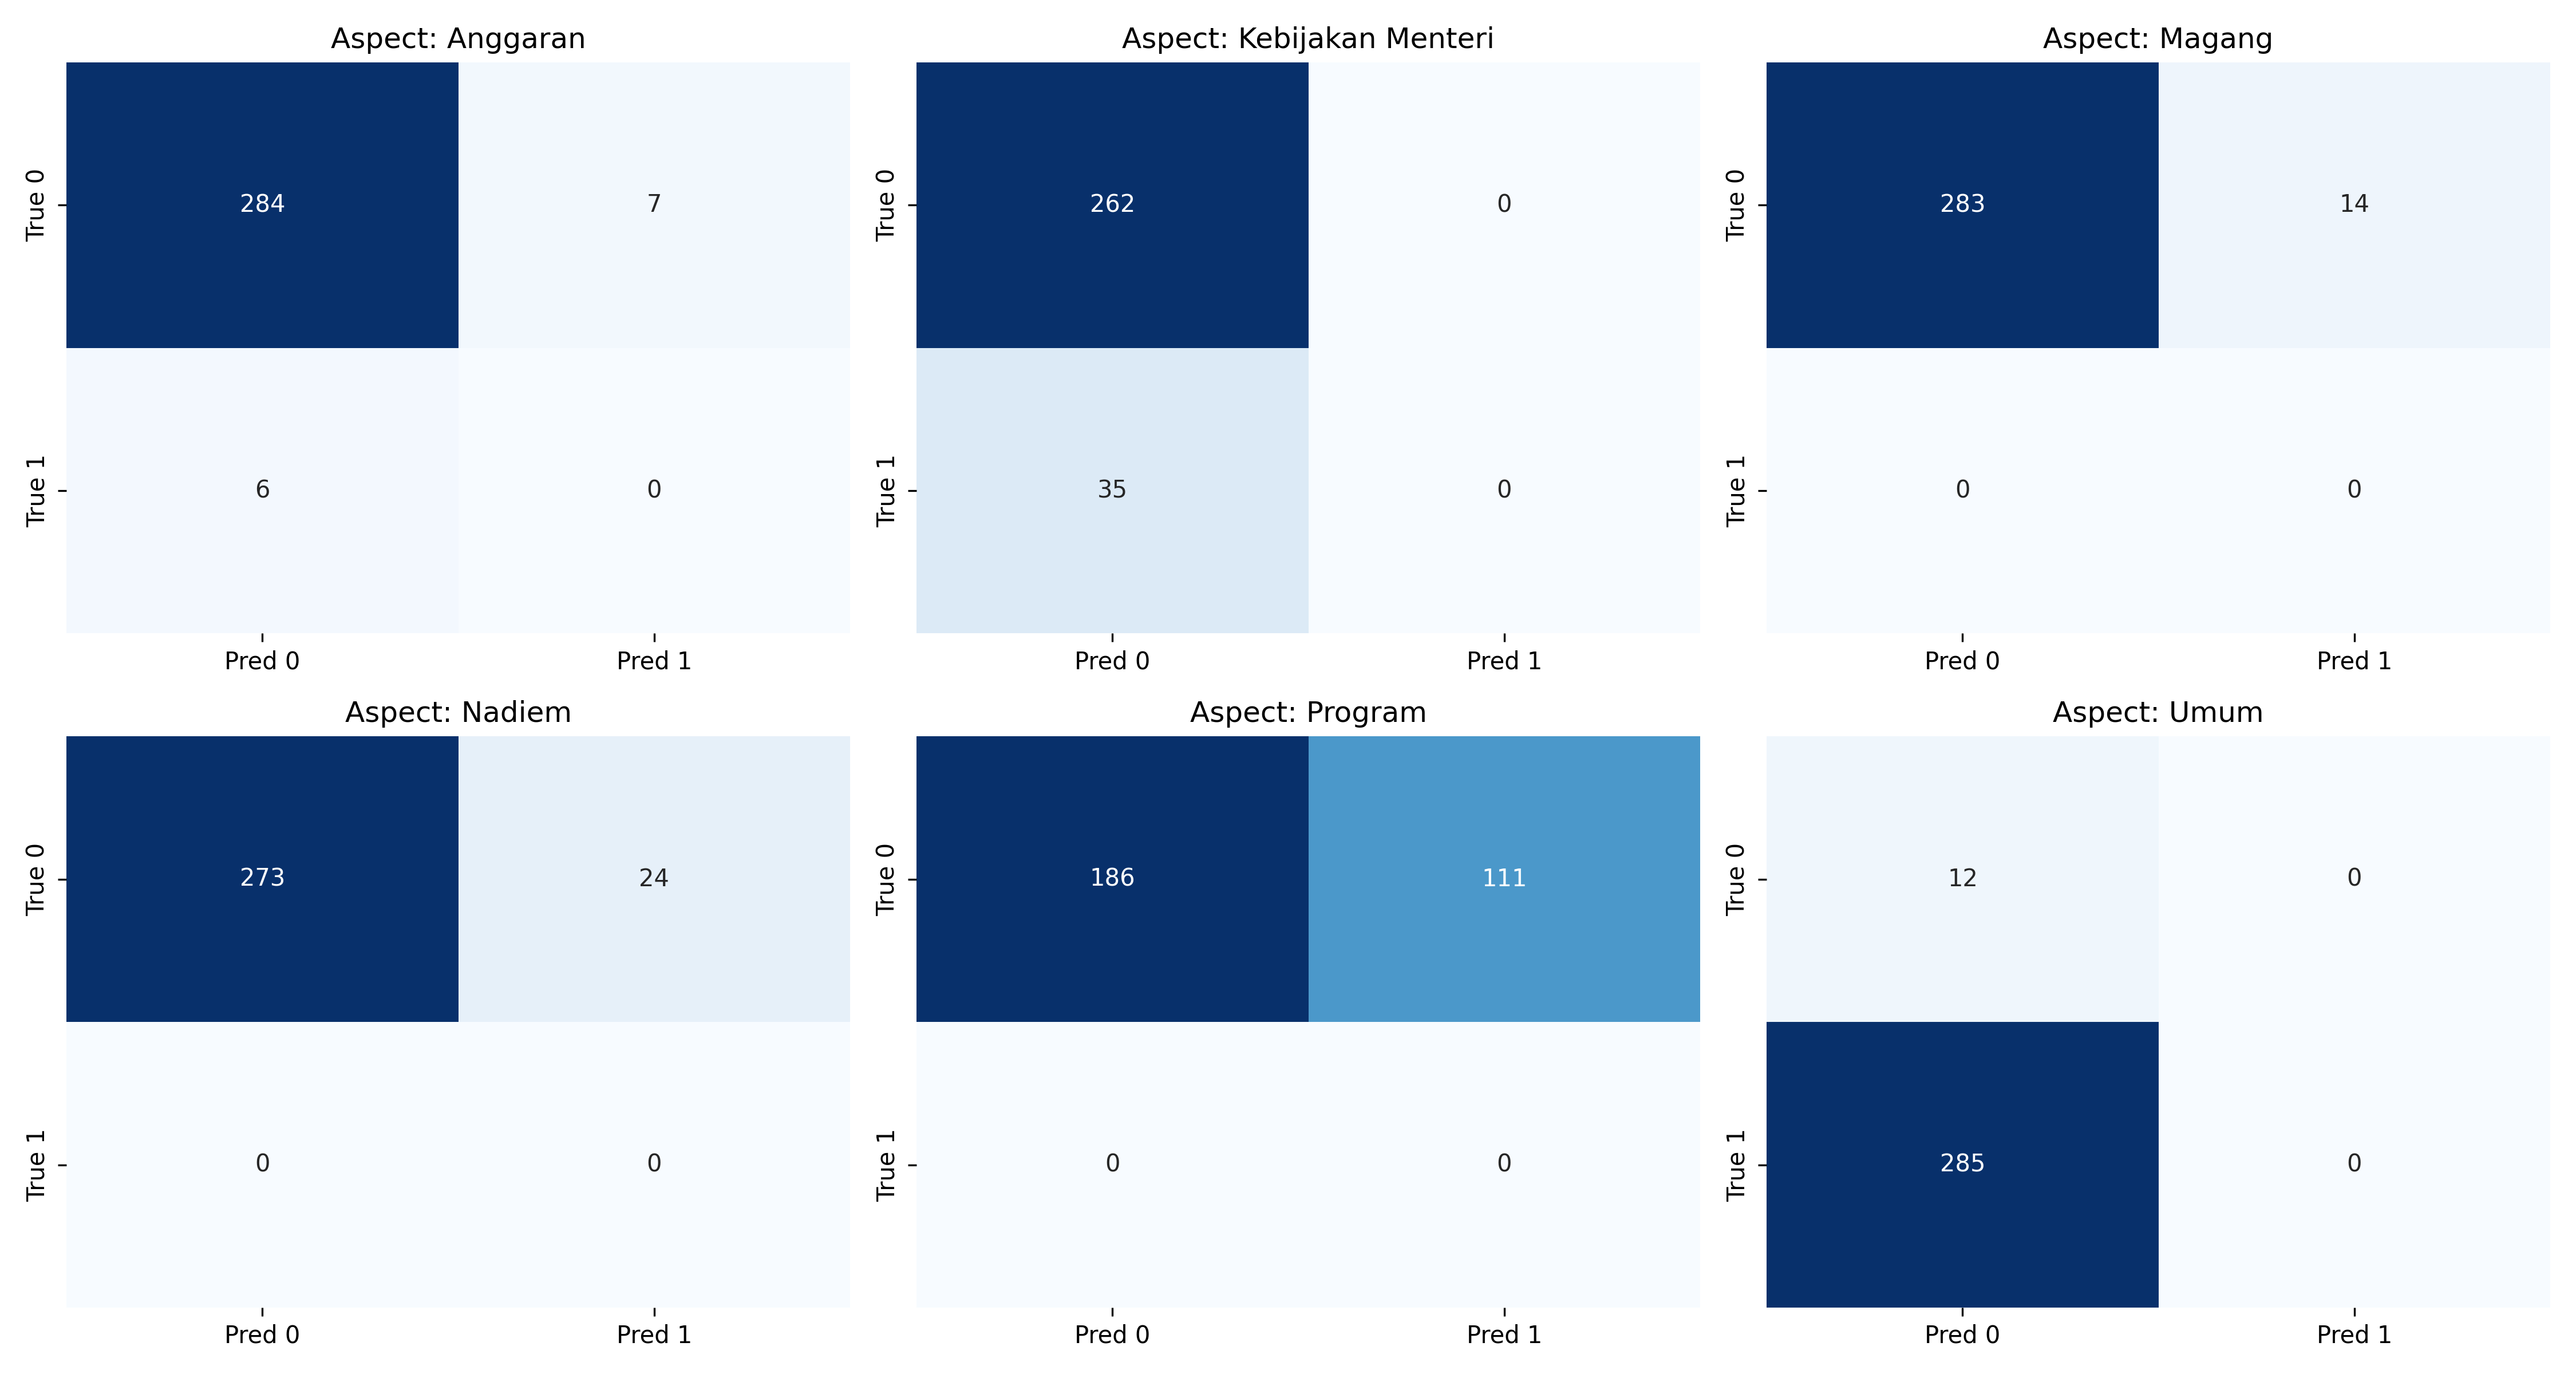 Aspect: Anggaran
True 0
284
7
True 1
6
0
Pred 0
Pred 1
Aspect: Kebijakan Menteri
True 0
262
0
True 1
35
0
Pred 0
Pred 1
Aspect: Magang
True 0
283
14
True 1
0
0
Pred 0
Pred 1
Aspect: Nadiem
True 0
273
24
True 1
0
0
Pred 0
Pred 1
Aspect: Program
True 0
186
111
True 1
0
0
Pred 0
Pred 1
Aspect: Umum
True 0
12
0
True 1
285
0
Pred 0
Pred 1